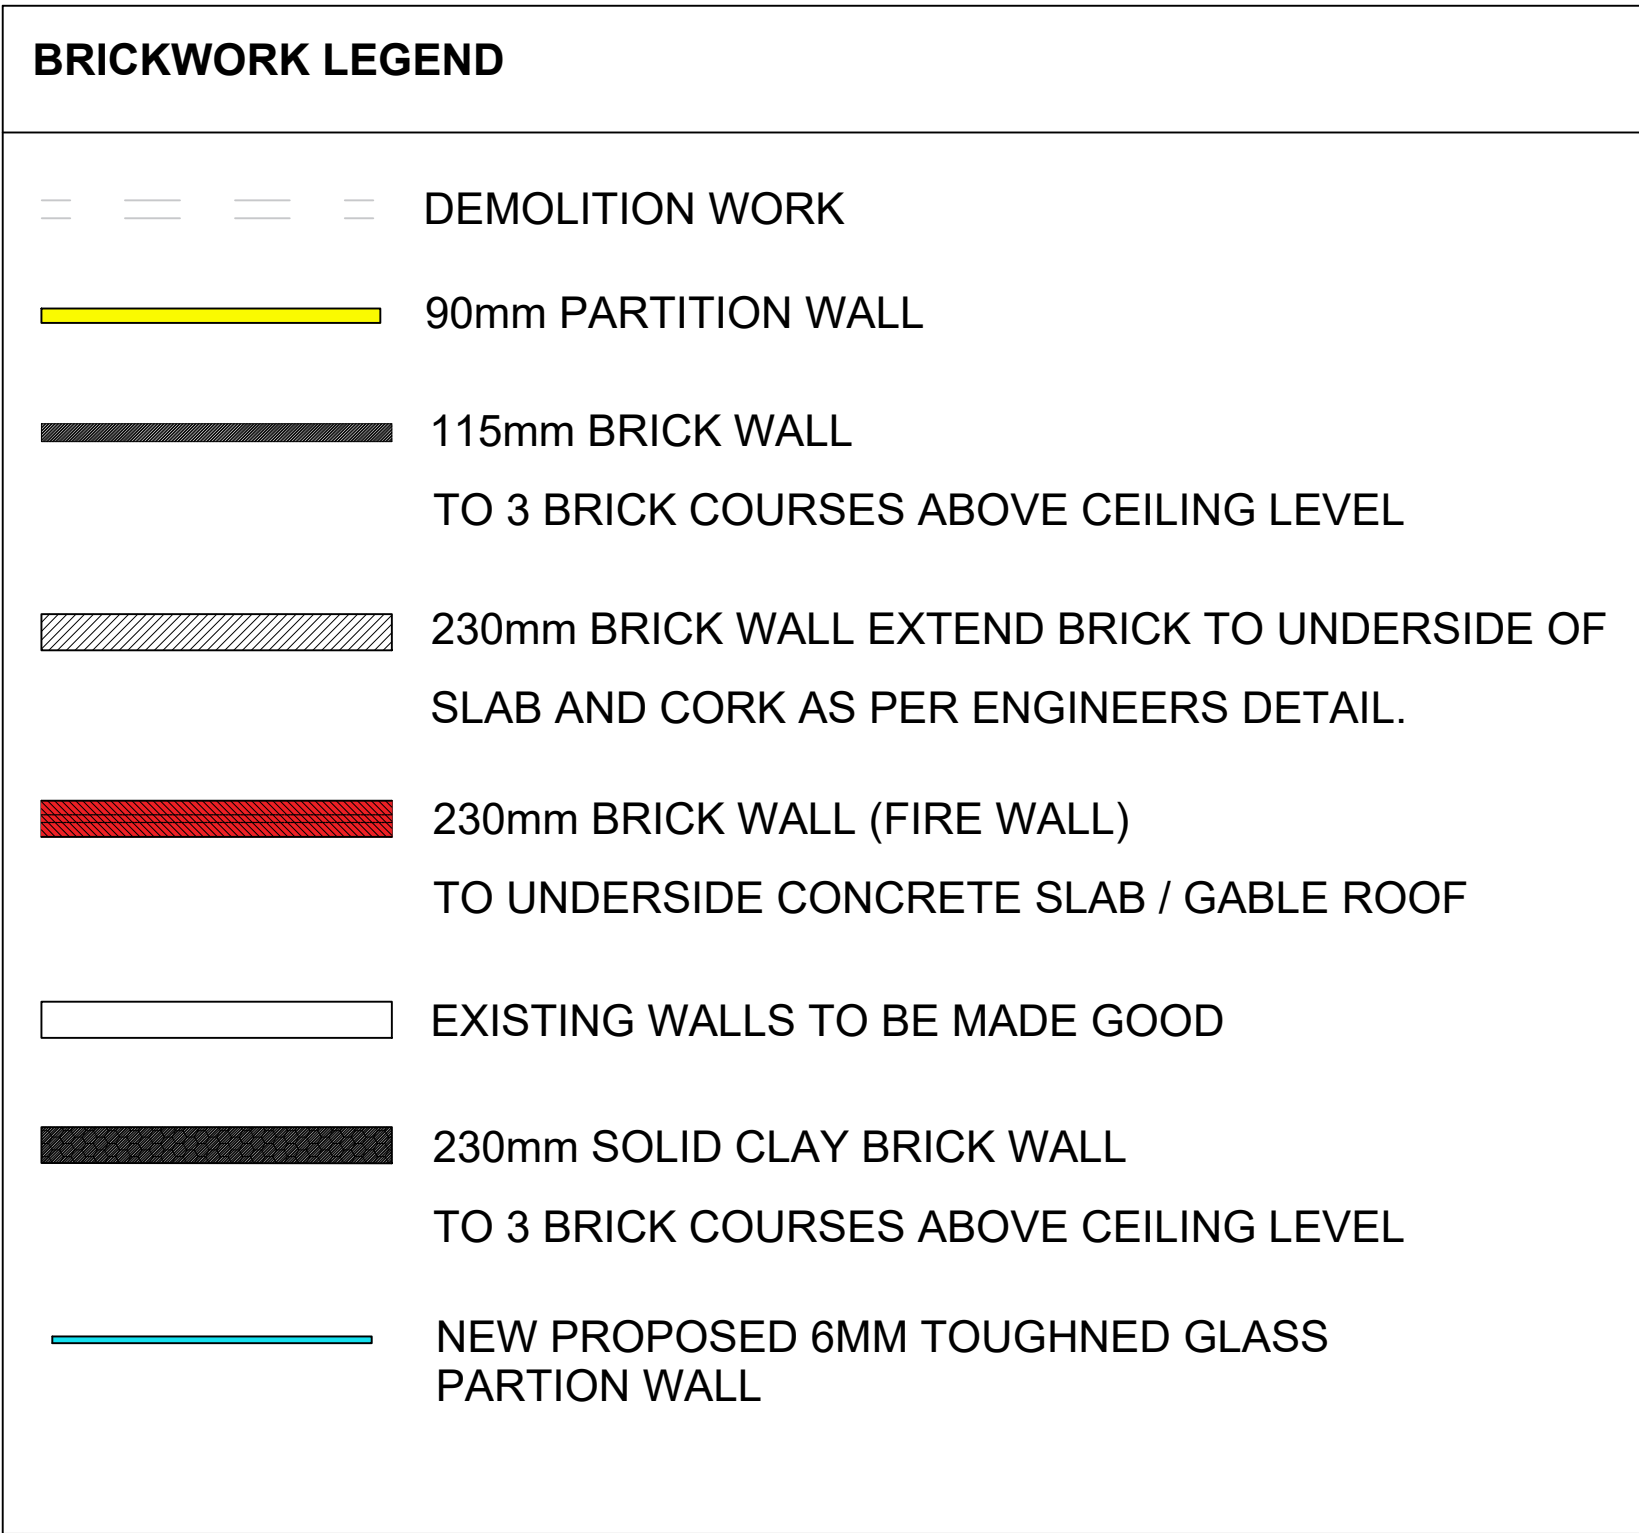 BRICKWORK LEGEND
DEMOLITION WORK
90mm PARTITION WALL
115mm BRICK WALL
TO 3 BRICK COURSES ABOVE CEILING LEVEL
230mm BRICK WALL EXTEND BRICK TO UNDERSIDE OF
SLAB AND CORK AS PER ENGINEERS DETAIL.
230mm BRICK WALL (FIRE WALL)
TO UNDERSIDE CONCRETE SLAB / GABLE ROOF
EXISTING WALLS TO BE MADE GOOD
230mm SOLID CLAY BRICK WALL
TO 3 BRICK COURSES ABOVE CEILING LEVEL
NEW PROPOSED 6MM TOUGHNED GLASS
PARTION WALL